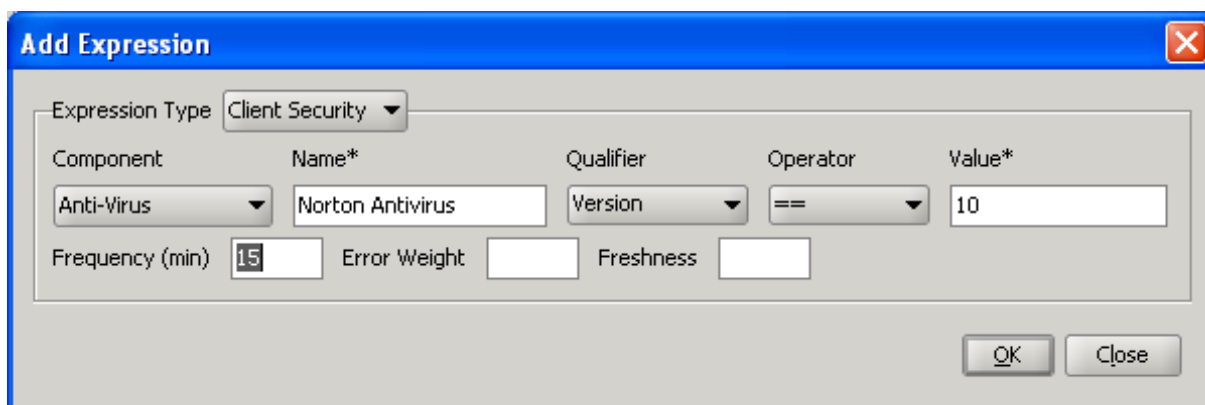 Add Expression
Expression Type Client Security
Component Name* Qualifier Operator Value*
Anti-Virus Norton Antivirus Version == 10
Frequency (min) 15 Error Weight Freshness
OK Close